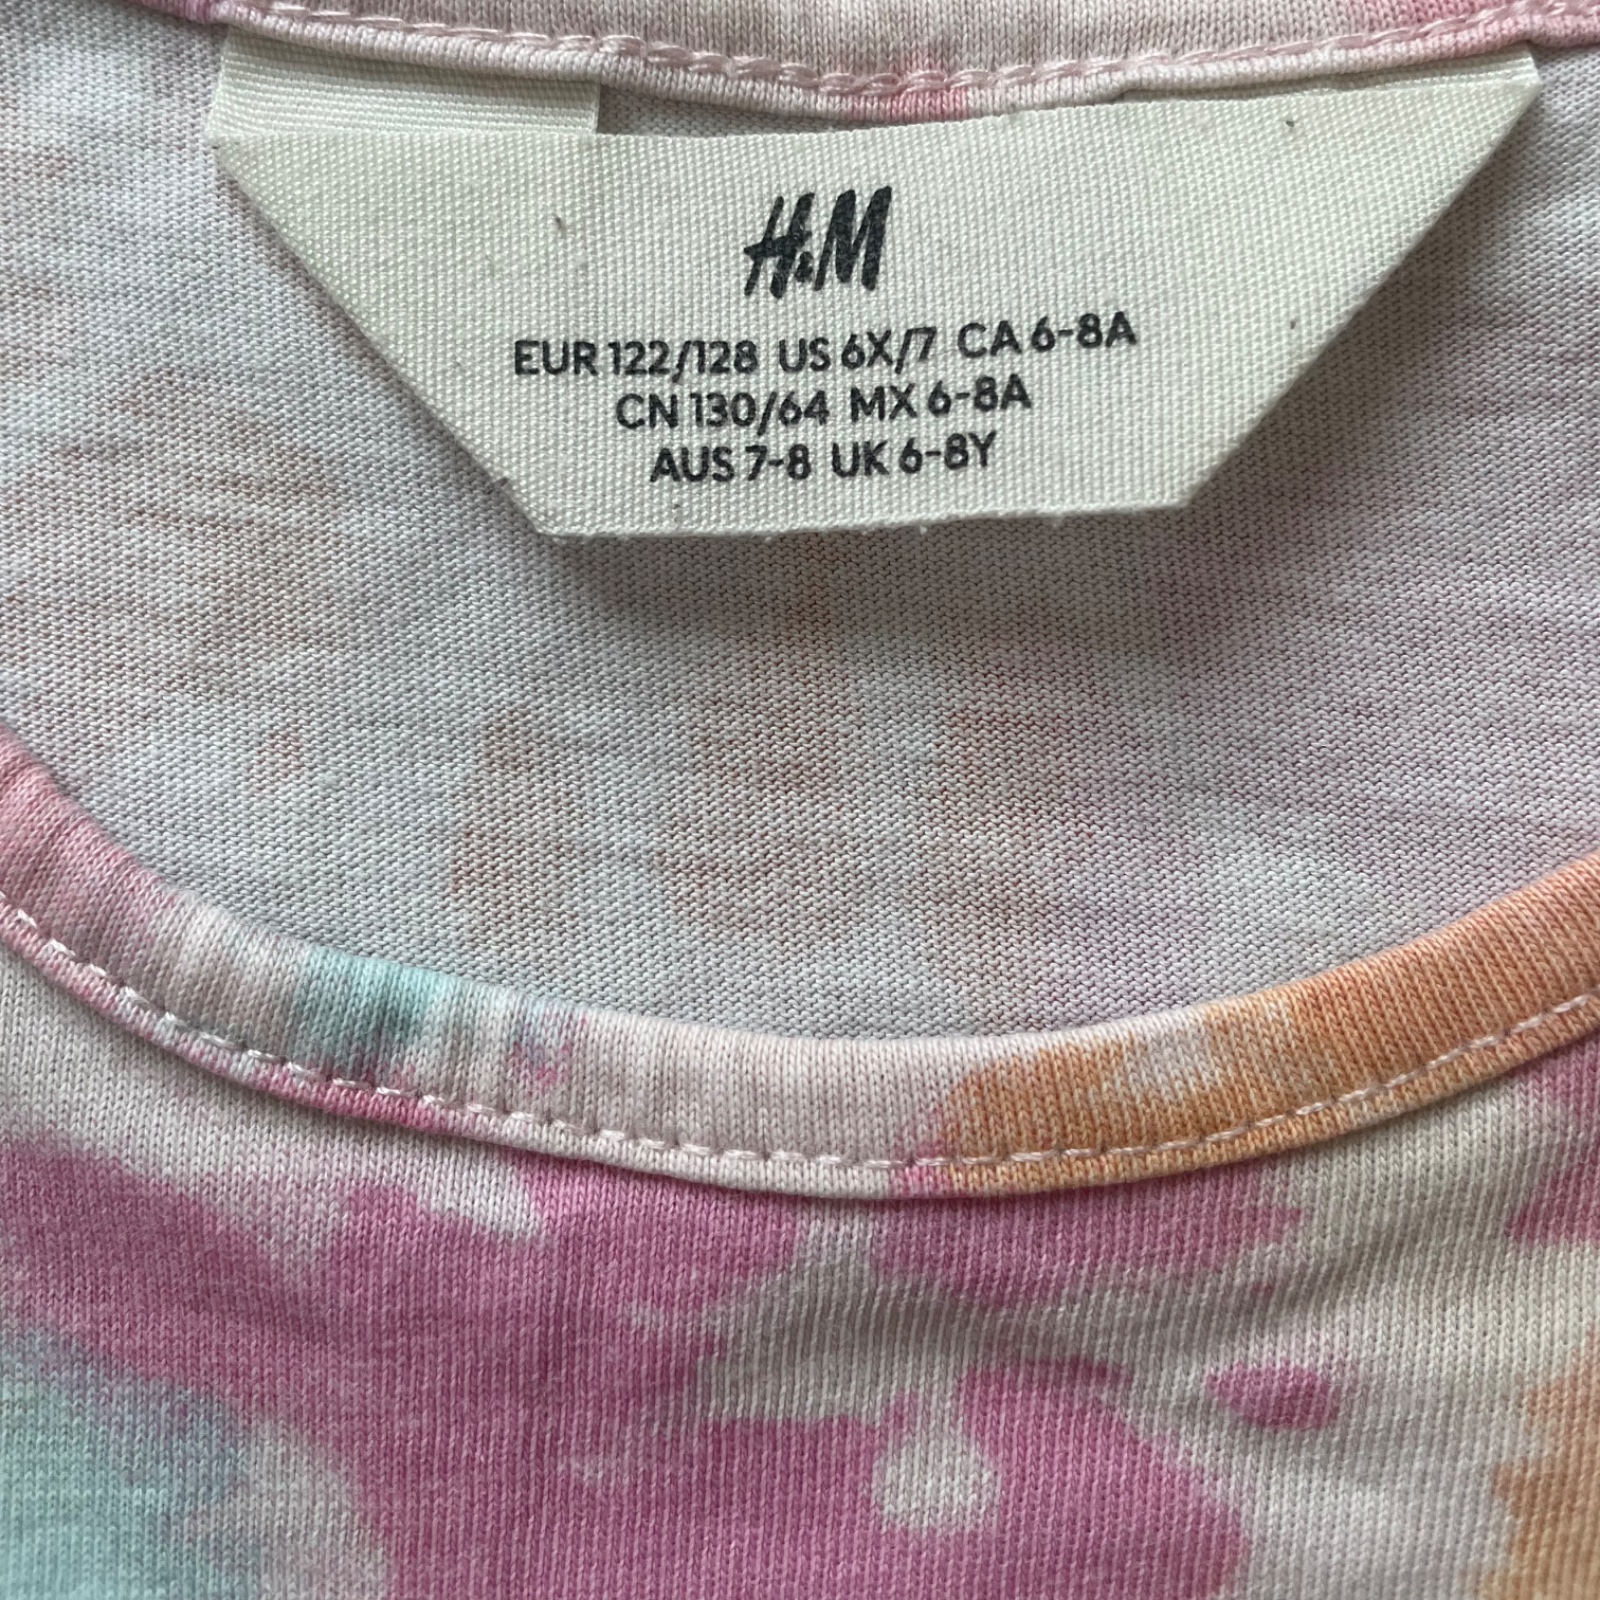 H&M
EUR 122/128 US 6X/7 CA 6-8A
CN 130/64 MX 6-8A
AUS 7-8 UK 6-8Y